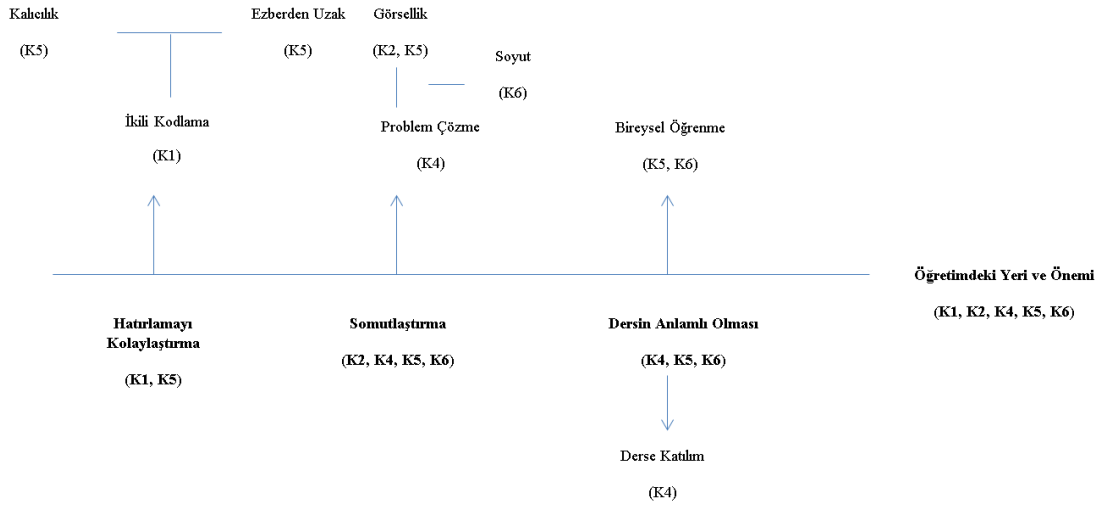 Kalıcılık
(K5)
Ezberden Uzak
(K5)
Görsellik
(K2, K5)
Soyut
(K6)
İkili Kodlama
(K1)
Problem Çözme
(K4)
Bireysel Öğrenme
(K5, K6)
Öğretimdeki Yeri ve Önemi
(K1, K2, K4, K5, K6)
Hatırlamayı
Kolaylaştırma
(K1, K5)
Somutlaştırma
(K2, K4, K5, K6)
Dersin Anlamlı Olması
(K4, K5, K6)
Derse Katılım
(K4)